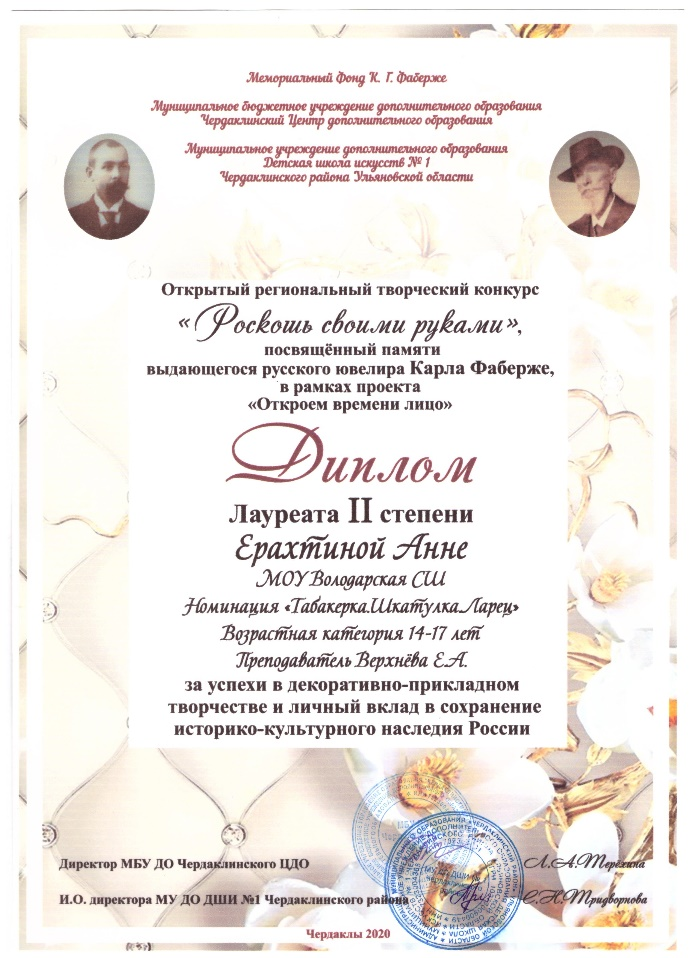 Мемориальный Фонд К. Г. Фаберже
Муниципальное бюджетное учреждение дополнительного образования
Чердаклинский Центр дополнительного образования
Муниципальное учреждение дополнительного образования
Детская школа искусств № 1
Чердаклинского района Ульяновской области
Открытый региональный творческий конкурс
«Роскошь своими руками»,
посвящённый памяти
выдающегося русского ювелира Карла Фаберже,
в рамках проекта
«Откроем времени лицо»
Диплом
Лауреата II степени
Ерахтиной Анне
МОУ Володарская СШ
Номинация «Табакерка.Шкатулка.Ларец»
Возрастная категория 14-17 лет
Преподаватель Верхнёва Е.А.
за успехи в декоративно-прикладном
творчестве и личный вклад в сохранение
историко-культурного наследия России
Директор МБУ ДО Чердаклинского ЦДО Л.А.Терёхина
И.О. директора МУ ДО ДШИ №1 Чердаклинского района С.Н.Тридворнова
Чердаклы 2020